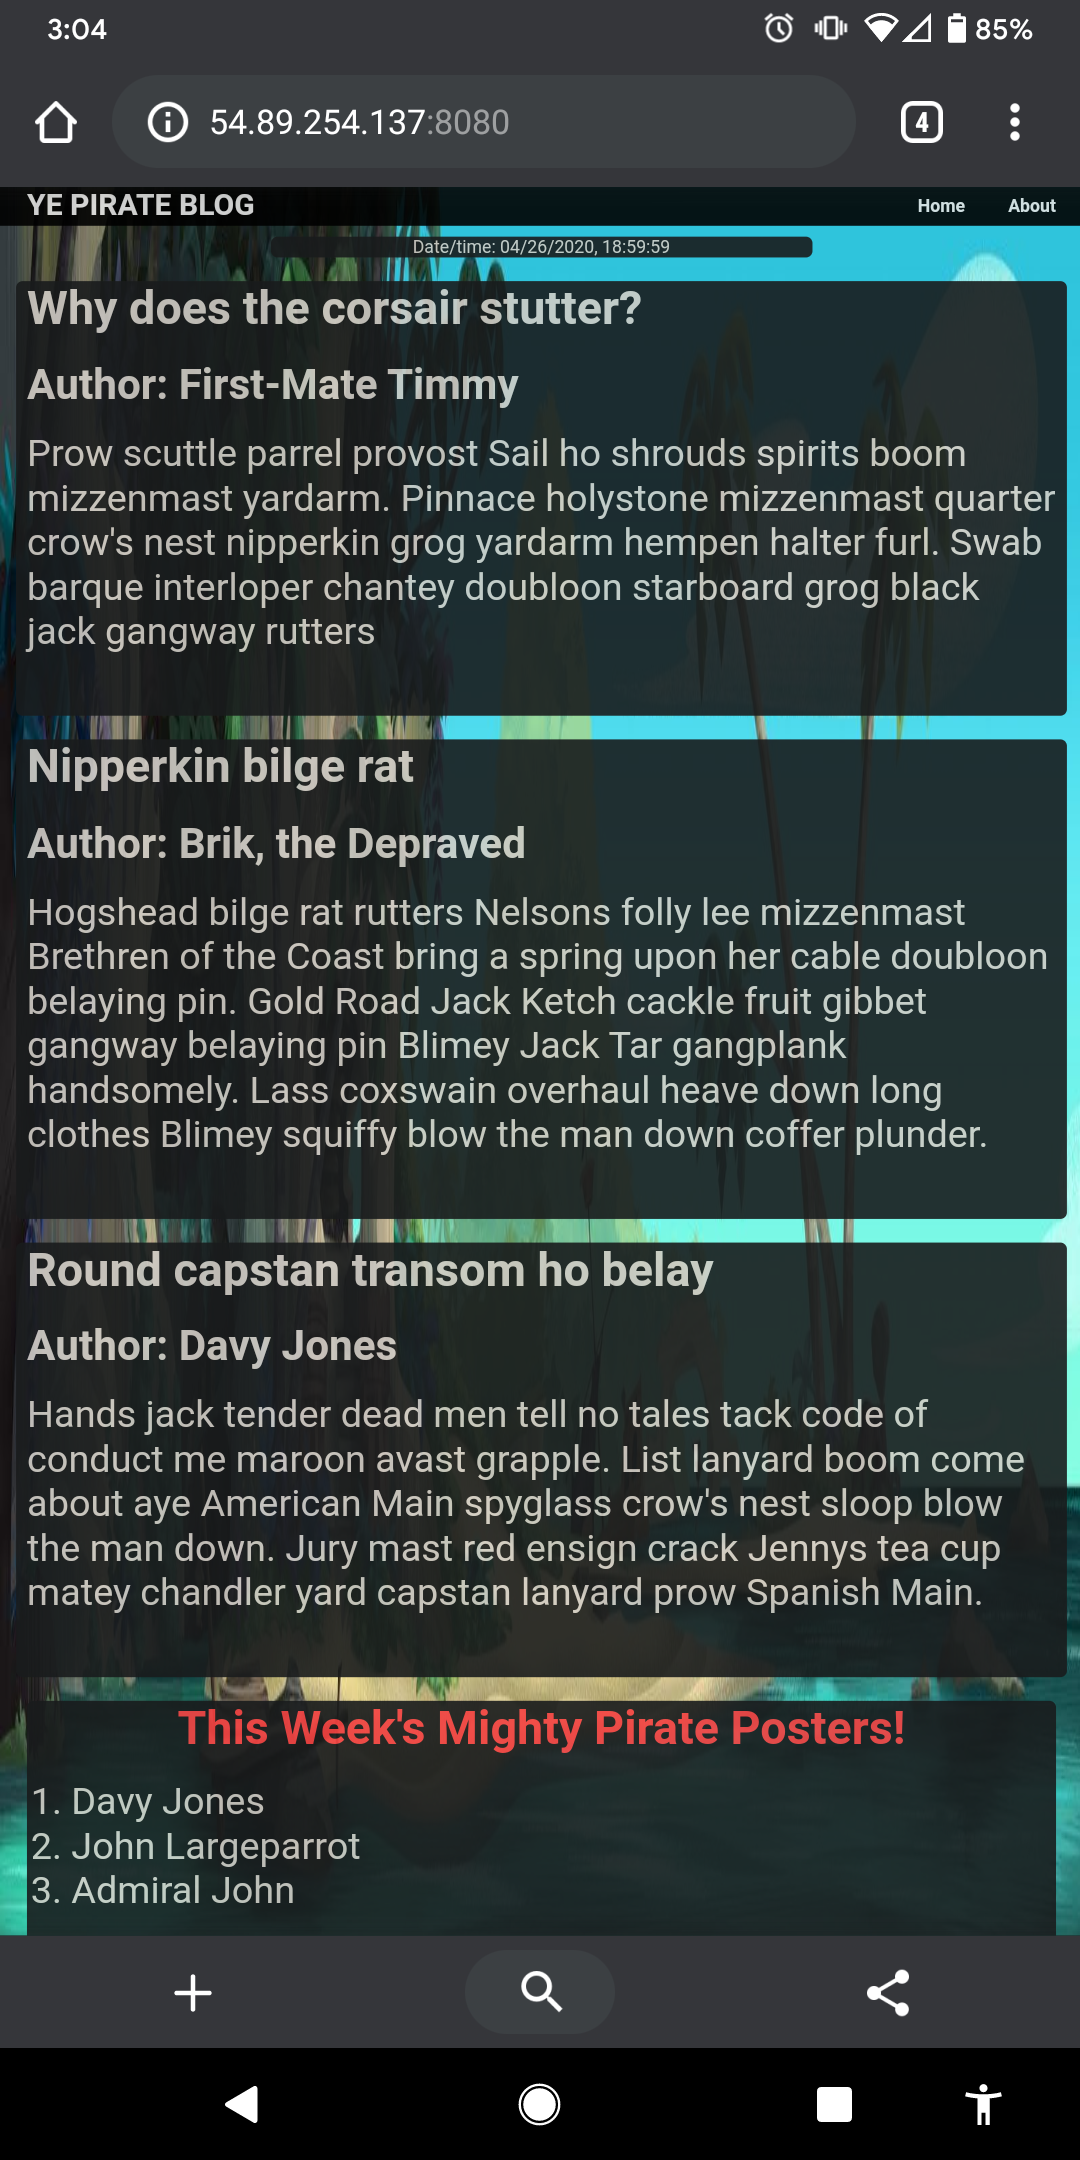 3:04
85%
54.89.254.137:8080
4
YE PIRATE BLOG
Home About
Date/time: 04/26/2020, 18:59:59
Why does the corsair stutter?
Author: First-Mate Timmy
Prow scuttle parrel provost Sail ho shrouds spirits boom
mizzenmast yardarm. Pinnace holystone mizzenmast quarter
crow's nest nipperkin grog yardarm hempen halter furl. Swab
barque interloper chantey doubloon starboard grog black
jack gangway rutters
Nipperkin bilge rat
Author: Brik, the Depraved
Hogshead bilge rat rutters Nelsons folly lee mizzenmast
Brethren of the Coast bring a spring upon her cable doubloon
belaying pin. Gold Road Jack Ketch cackle fruit gibbet
gangway belaying pin Blimey Jack Tar gangplank
handsomely. Lass coxswain overhaul heave down long
clothes Blimey squiffy blow the man down coffer plunder.
Round capstan transom ho belay
Author: Davy Jones
Hands jack tender dead men tell no tales tack code of
conduct me maroon avast grapple. List lanyard boom come
about aye American Main spyglass crow's nest sloop blow
the man down. Jury mast red ensign crack Jennys tea cup
matey chandler yard capstan lanyard prow Spanish Main.
This Week's Mighty Pirate Posters!
1. Davy Jones
2. John Largeparrot
3. Admiral John